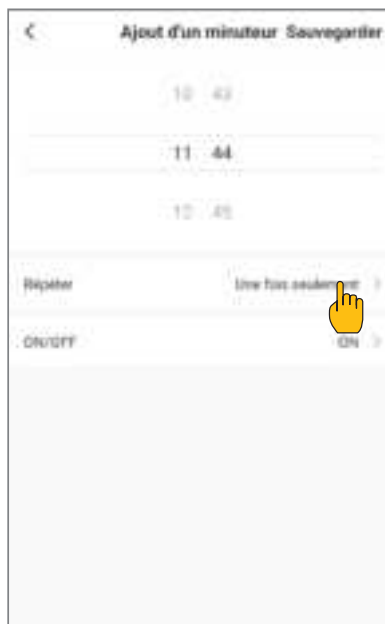 Ajout d'un minuteur Sauvegarder
10 43
11 44
12 45
Répéter Une fois seulement
ON/OFF ON